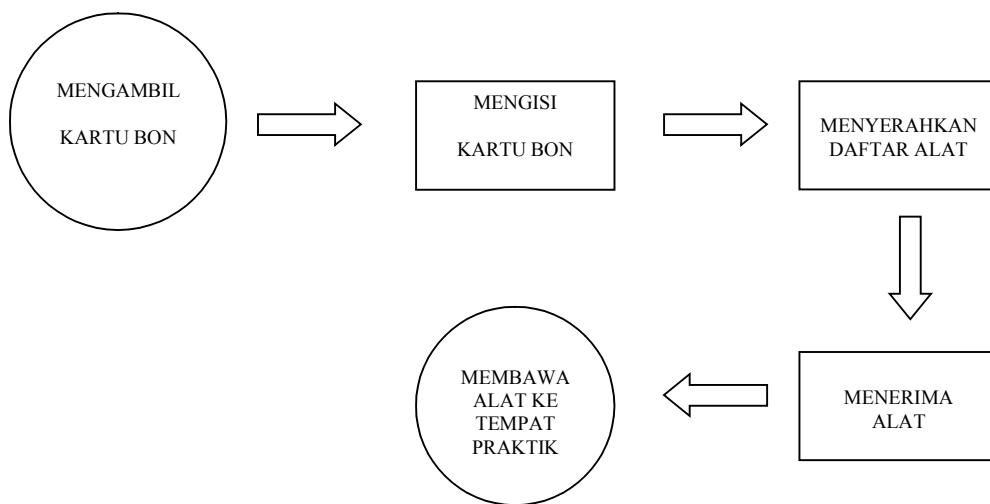 MENGAMBIL
KARTU BON
MENGISI
KARTU BON
MENYERAHKAN
DAFTAR ALAT
MENERIMA
ALAT
MEMBAWA
ALAT KE
TEMPAT
PRAKTIK